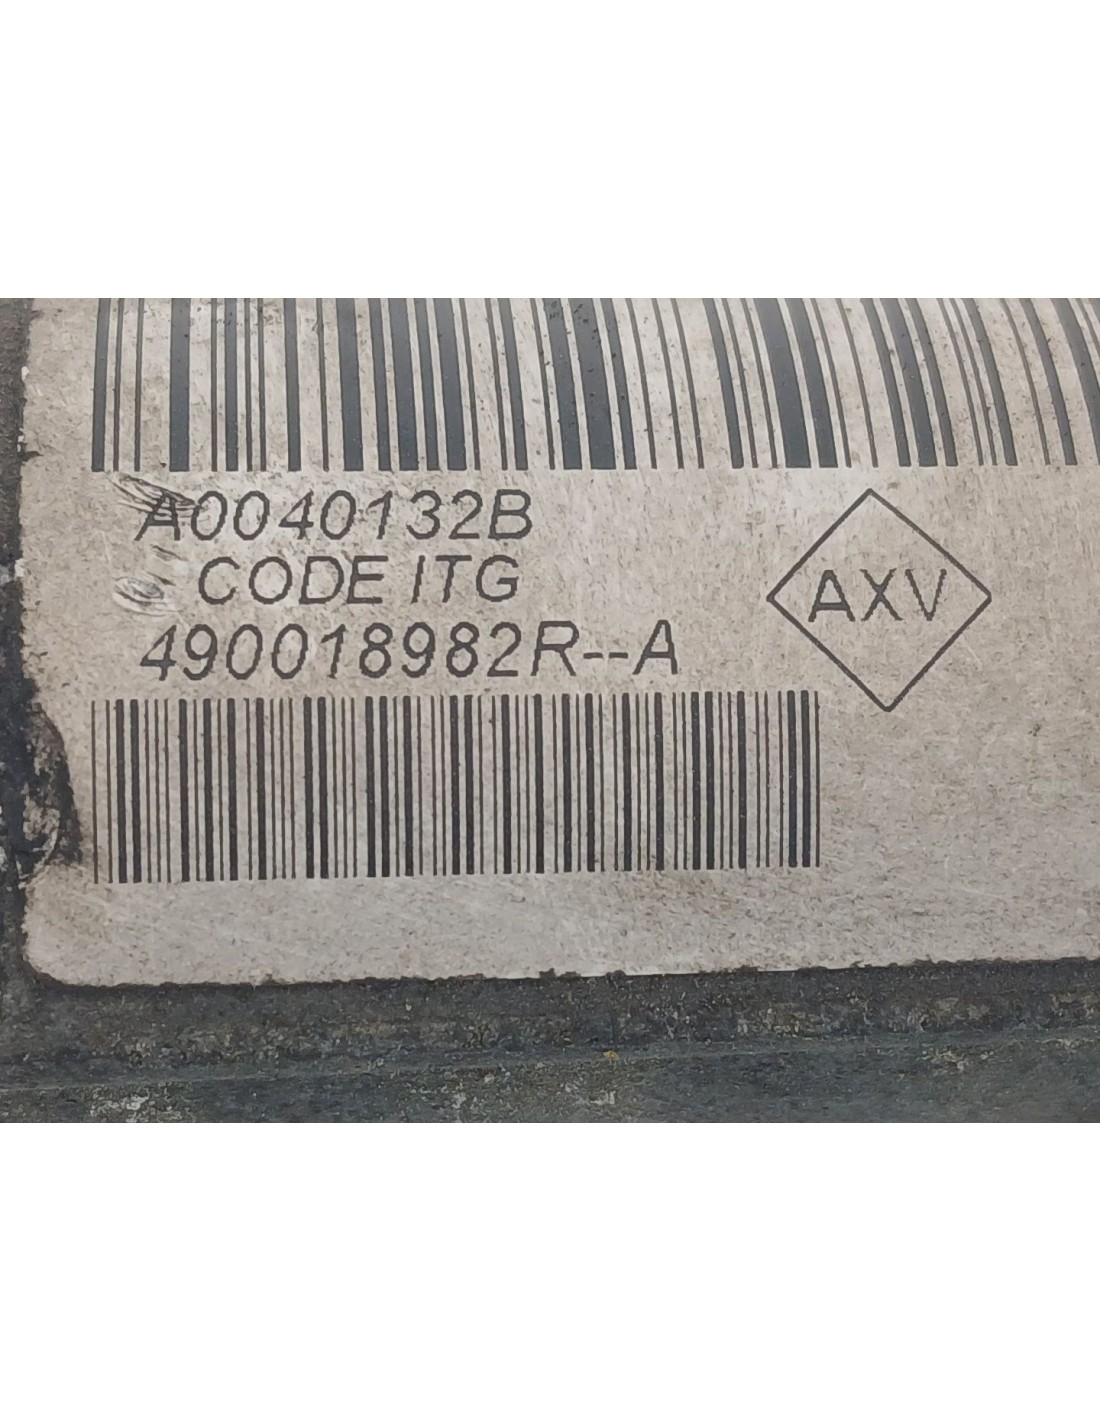 A0040132B
CODE ITG
490018982R--A
AXV